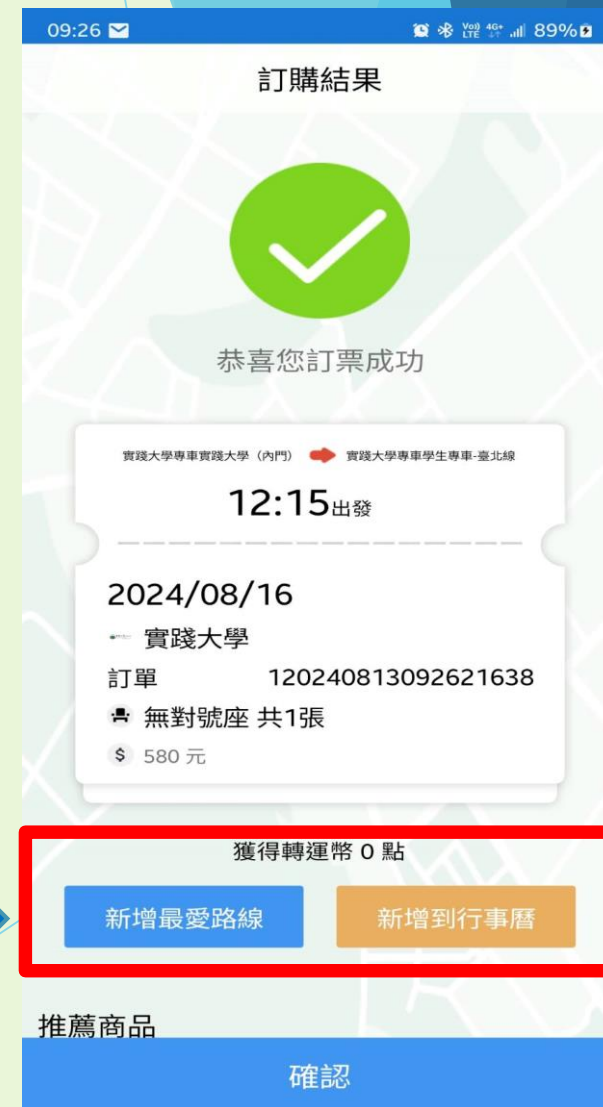 09:26 VoD LTE 4G+ 89%
訂購結果
恭喜您訂票成功
實踐大學專車實踐大學（內門） 實踐大學專車學生專車-臺北線
12:15出發
2024/08/16
實踐大學
訂單 120240813092621638
無對號座 共1張
$ 580 元
獲得轉運幣 0 點
新增最愛路線 新增到行事曆
推薦商品
確認